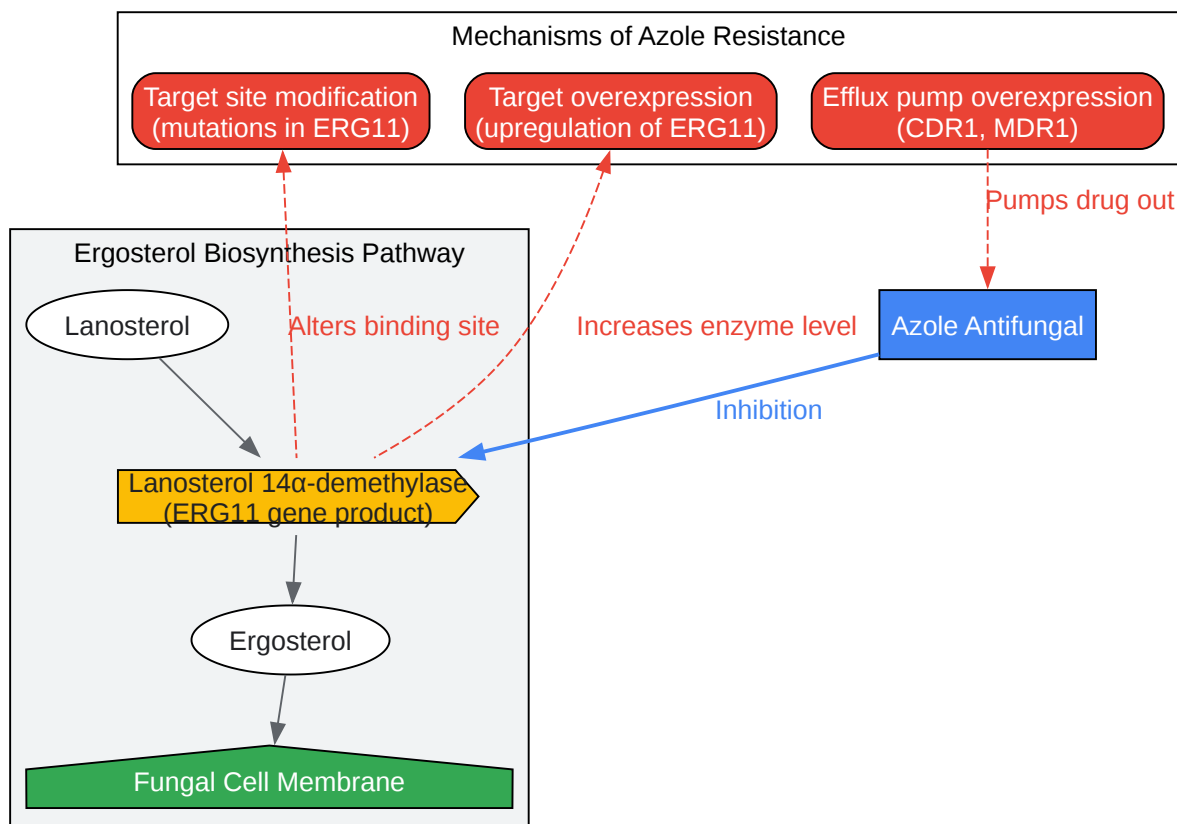 Mechanisms of Azole Resistance
Target site modification
(mutations in ERG11)
Target overexpression
(upregulation of ERG11)
Efflux pump overexpression
(CDR1, MDR1)
Pumps drug out
Ergosterol Biosynthesis Pathway
Lanosterol
Alters binding site
Increases enzyme level
Azole Antifungal
Inhibition
Lanosterol 14α-demethylase
(ERG11 gene product)
Ergosterol
Fungal Cell Membrane